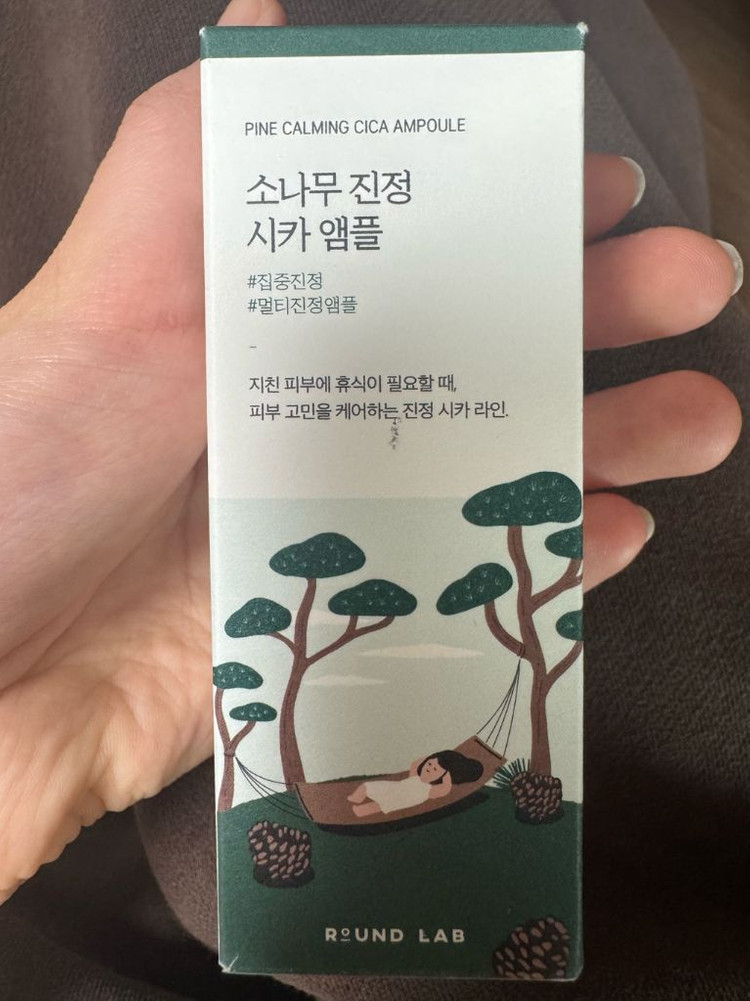 PINE CALMING CICA AMPOULE
소나무 진정
시카 앰플
#집중진정
#멀티진정앰플
지친 피부에 휴식이 필요할 때,
피부 고민을 케어하는 진정 시카 라인.
ROUND LAB